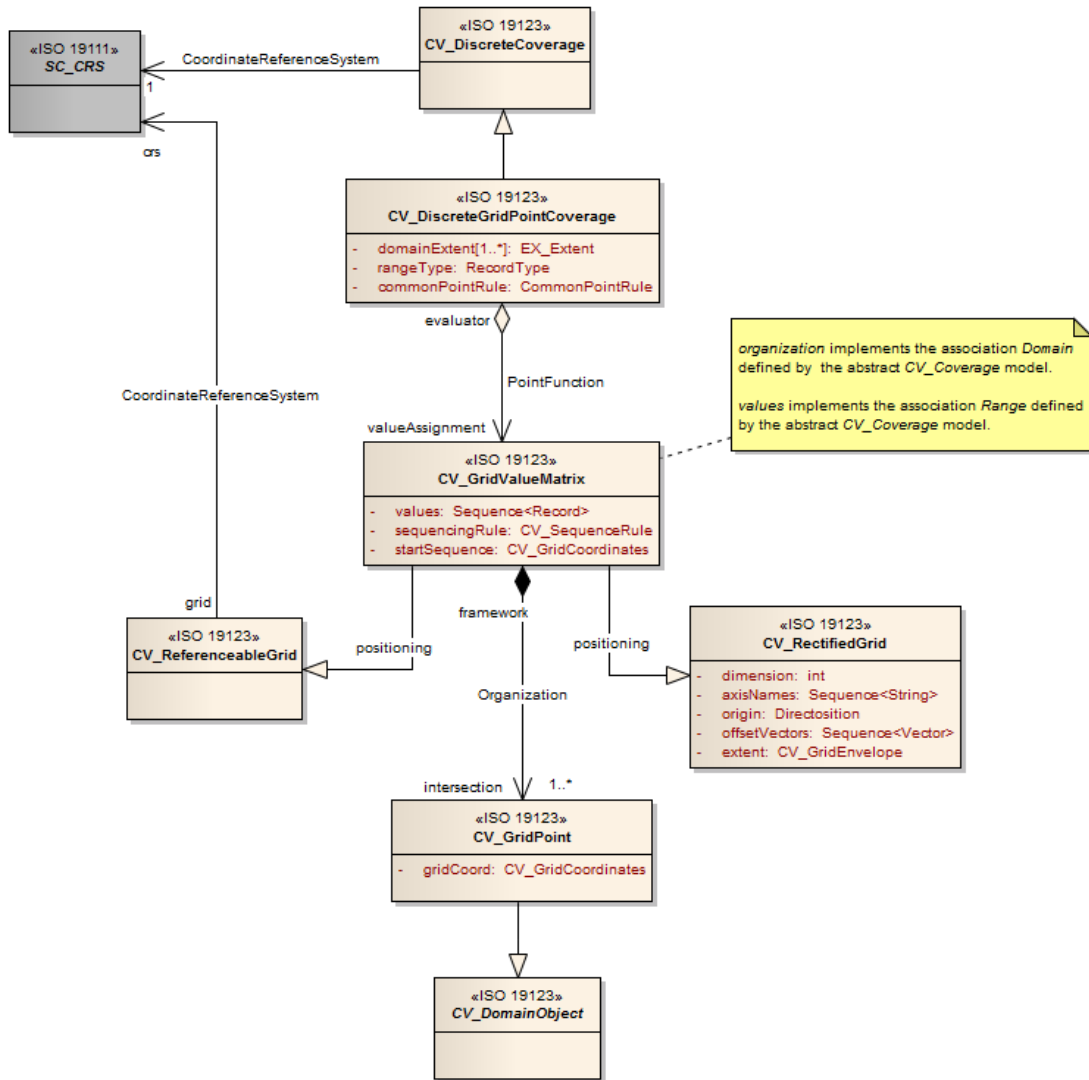 «ISO 19123»
CV_DiscreteCoverage
«ISO 19111»
SC_CRS
CoordinateReferenceSystem
1
crs
«ISO 19123»
CV_DiscreteGridPointCoverage
- domainExtent[1..*]: EX_Extent
- rangeType: RecordType
- commonPointRule: CommonPointRule
evaluator
PointFunction
valueAssignment
CoordinateReferenceSystem
organization implements the association Domain
defined by the abstract CV_Coverage model.
values implements the association Range defined
by the abstract CV_Coverage model.
«ISO 19123»
CV_GridValueMatrix
- values: Sequence<Record>
- sequencingRule: CV_SequenceRule
- startSequence: CV_GridCoordinates
grid
framework
positioning
positioning
«ISO 19123»
CV_ReferenceableGrid
«ISO 19123»
CV_RectifiedGrid
- dimension: int
- axisNames: Sequence<String>
- origin: Directosition
- offsetVectors: Sequence<Vector>
- extent: CV_GridEnvelope
Organization
intersection
1..*
«ISO 19123»
CV_GridPoint
- gridCoord: CV_GridCoordinates
«ISO 19123»
CV_DomainObject